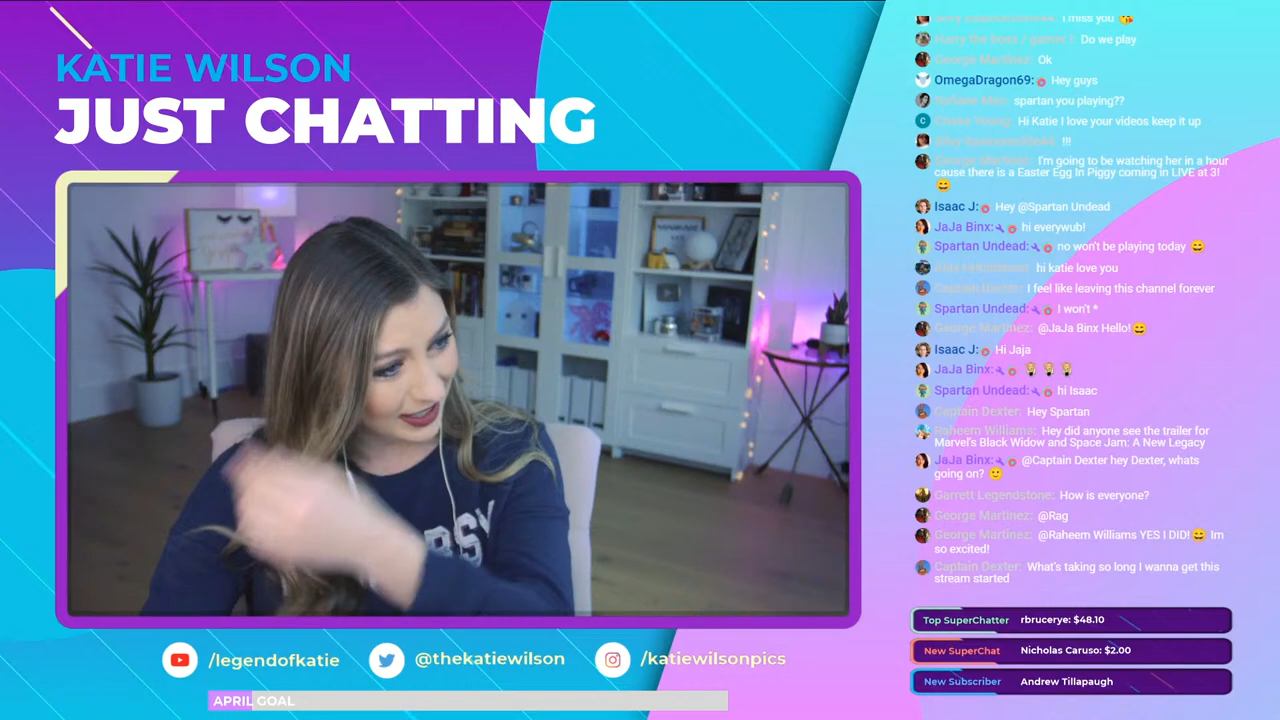 KATIE WILSON
JUST CHATTING
I miss you
Harry the boss / games !: Do we play
George Martinez: Ok
OmegaDragon69: Hey guys
spartan you playing??
Young: Hi Katie I love your videos keep it up
!!!
George Martinez: I'm going to be watching her in a hour
cause there is a Easter Egg In Piggy coming in LIVE at 3!
😄
Isaac J: Hey @Spartan Undead
JaJa Binx: hi everywub!
Spartan Undead: no won't be playing today 😄
hi katie love you
Captain Dexter: I feel like leaving this channel forever
Spartan Undead: I won't *
George Martinez: @JaJa Binx Hello! 😄
Isaac J: Hi Jaja
JaJa Binx:
Spartan Undead: hi Isaac
Captain Dexter: Hey Spartan
Raheem Williams: Hey did anyone see the trailer for
Marvel's Black Widow and Space Jam: A New Legacy
JaJa Binx: @Captain Dexter hey Dexter, whats
going on? 🙂
Garrett Legendstone: How is everyone?
George Martinez: @Rag
George Martinez: @Raheem Williams YES I DID! 😄 Im
so excited!
Captain Dexter: What's taking so long I wanna get this
stream started
Top SuperChatter rbrucerye: $48.10
New SuperChat Nicholas Caruso: $2.00
New Subscriber Andrew Tillapaugh
/legendofkatie @thekatiewilson /katiewilsonpics
APRIL GOAL